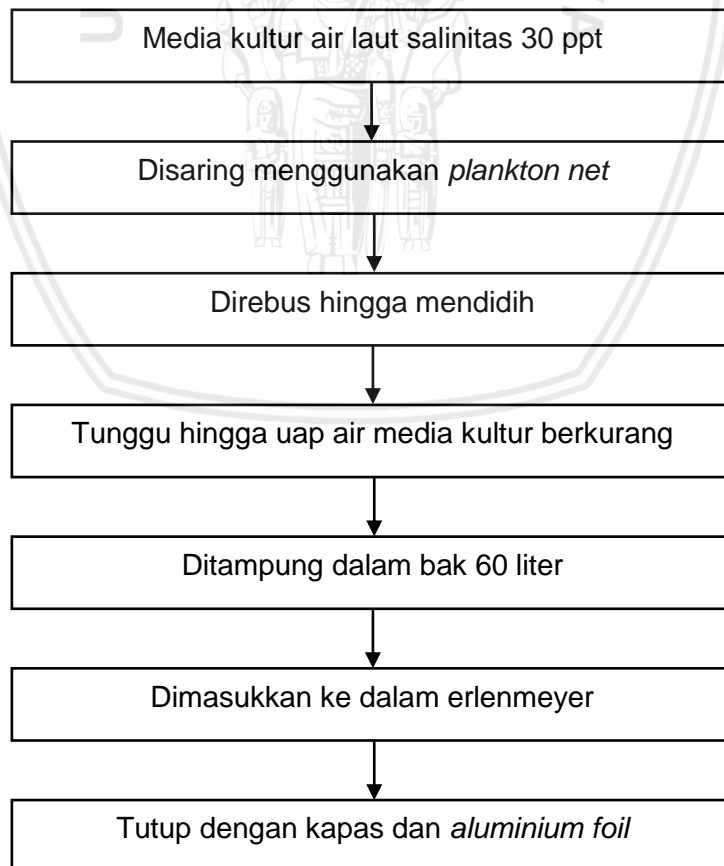 Media kultur air laut salinitas 30 ppt
Disaring menggunakan plankton net
Direbus hingga mendidih
Tunggu hingga uap air media kultur berkurang
Ditampung dalam bak 60 liter
Dimasukkan ke dalam erlenmeyer
Tutup dengan kapas dan aluminium foil